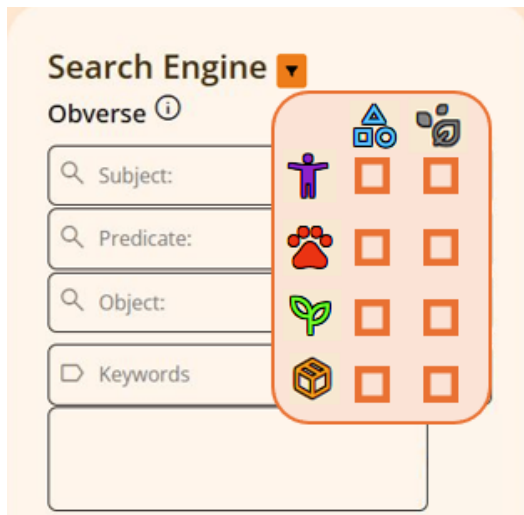 Search Engine
Obverse
Subject:
Predicate:
Object:
Keywords